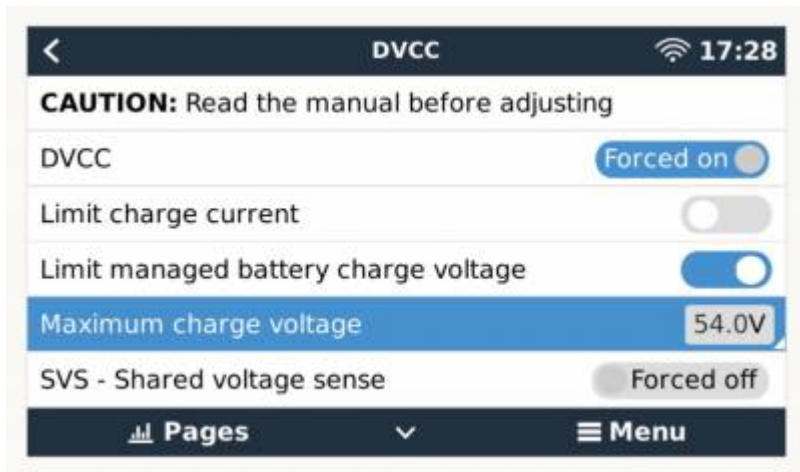 DVCC 17:28
CAUTION: Read the manual before adjusting
DVCC Forced on
Limit charge current
Limit managed battery charge voltage
Maximum charge voltage 54.0V
SVS - Shared voltage sense Forced off
Pages Menu